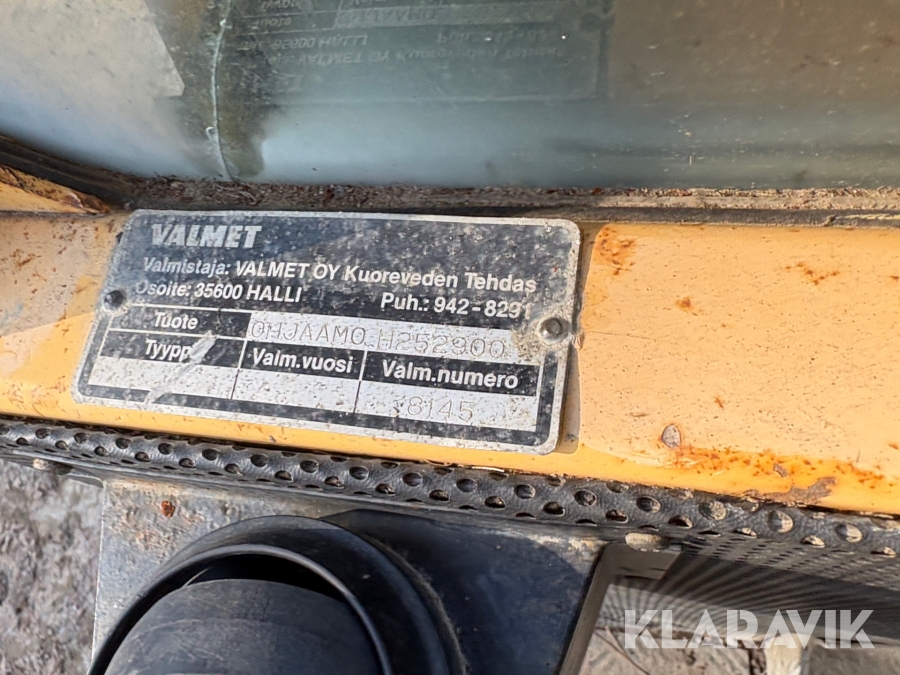 VALMET
Valmistaja: VALMET OY Kuoreveden Tehdas
Osoite: 35600 HALLI Puh.: 942-8291
Tuote OHJAAMO H252900
Tyyppi Valm.vuosi Valm.numero
38145
KLARAVIK